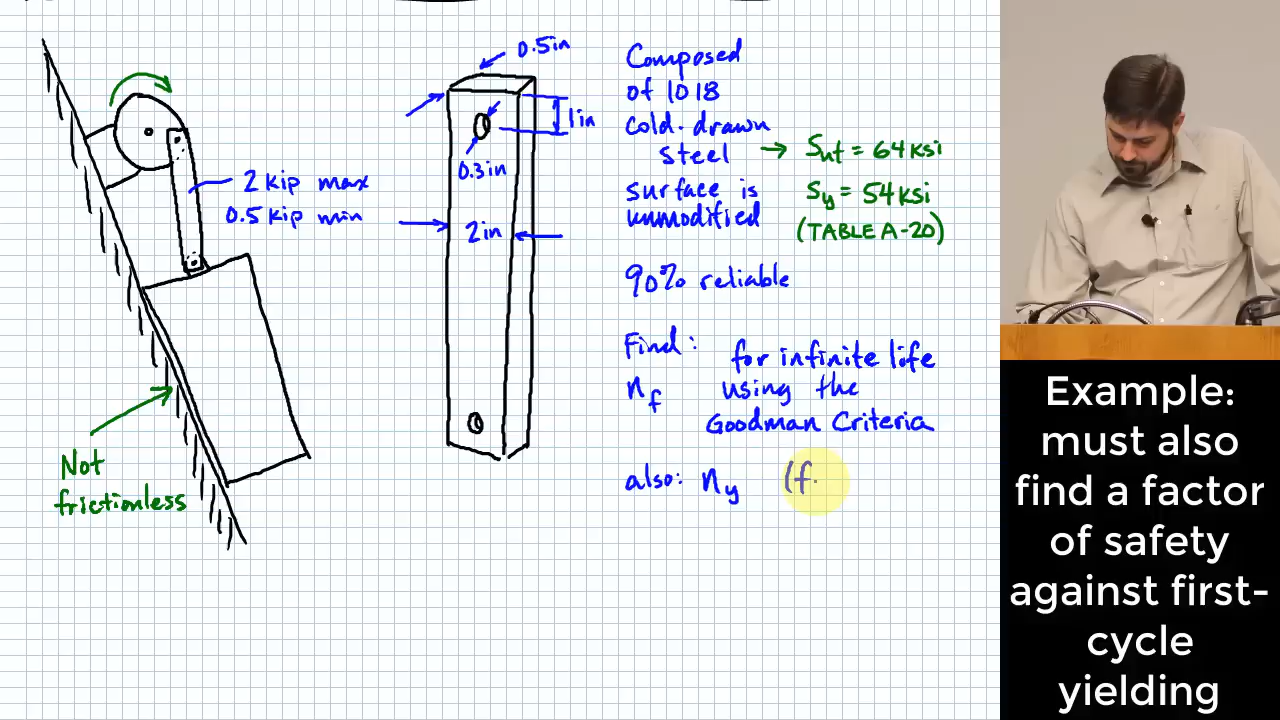 0.5in
1in
0.3in
2in
2 kip max
0.5 kip min
Not
frictionless
Composed
of 1018
cold-drawn
steel → Sut = 64 ksi
Sy = 54 ksi
(TABLE A-20)
surface is
unmodified
90% reliable
Find:
nf
for infinite life
using the
Goodman Criteria
also: ny (f.
Example:
must also
find a factor
of safety
against first-
cycle
yielding